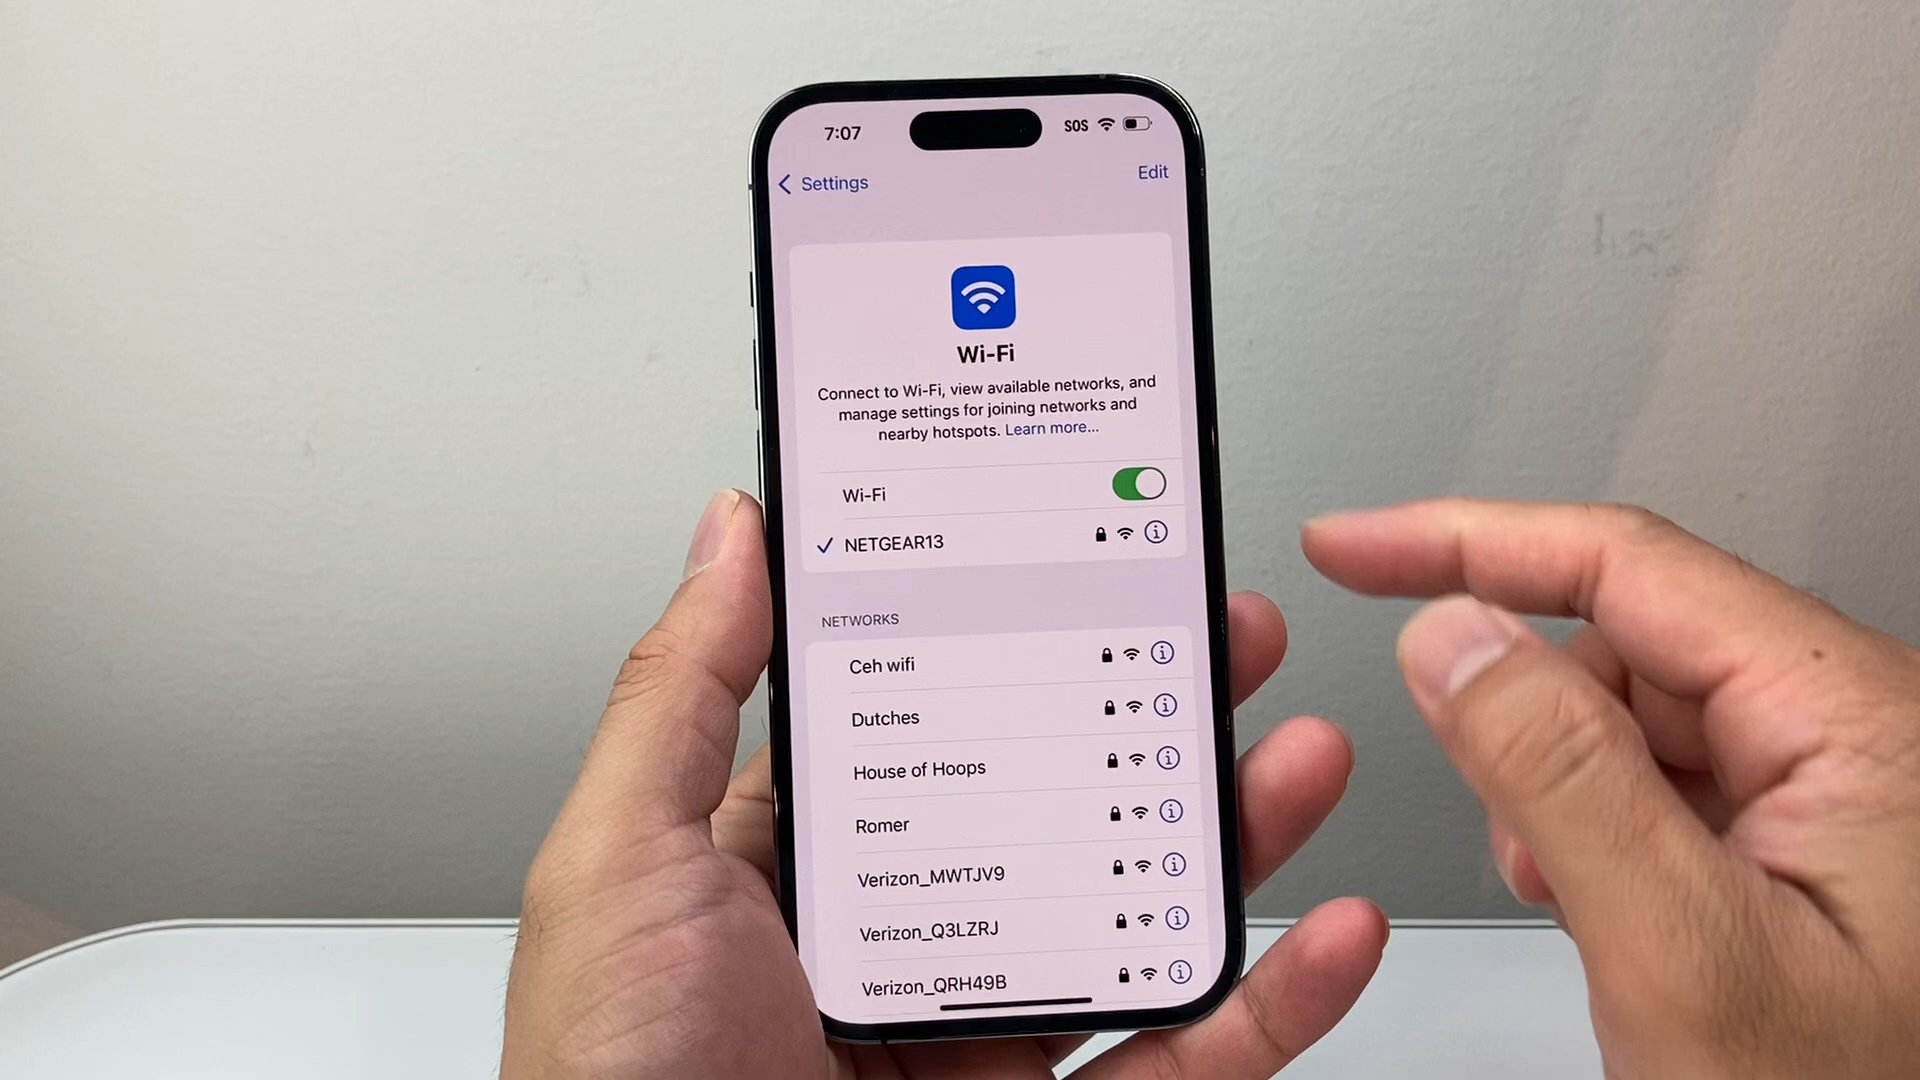 7:07
SOS
Settings
Edit
Wi-Fi
Connect to Wi-Fi, view available networks, and
manage settings for joining networks and
nearby hotspots. Learn more...
Wi-Fi
NETGEAR13
NETWORKS
Ceh wifi
Dutches
House of Hoops
Romer
Verizon_MWTJV9
Verizon_Q3LZRJ
Verizon_QRH49B